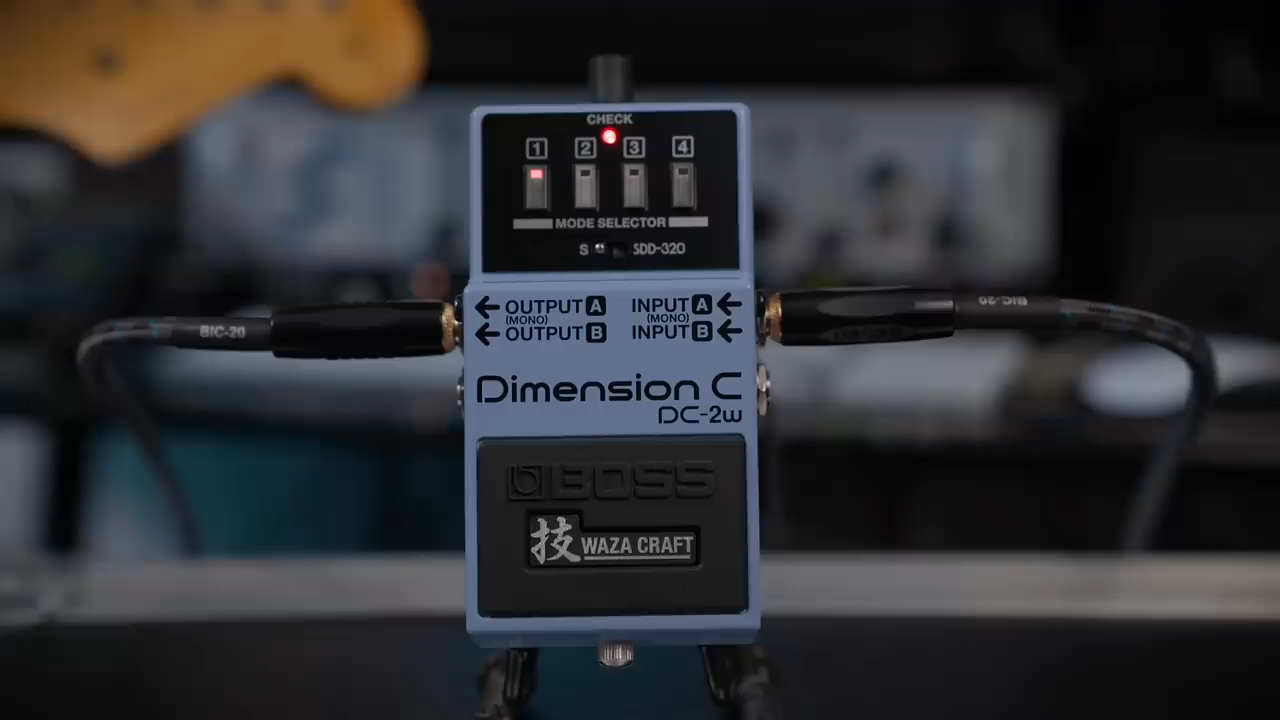 CHECK
1 2 3 4
MODE SELECTOR
S SDD-320
OUTPUT A INPUT A
(MONO) (MONO)
OUTPUT B INPUT B
BIC-20 BIC-20
Dimension C
DC-2w
BOSS
技 WAZA CRAFT